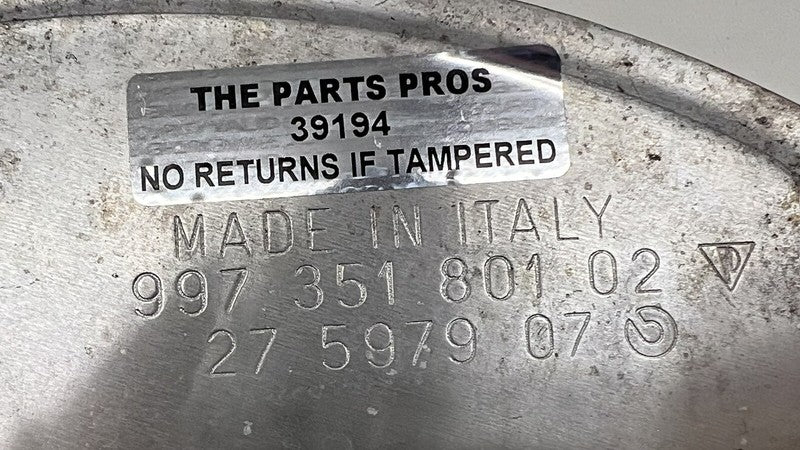 THE PARTS PROS
39194
NO RETURNS IF TAMPERED
MADE IN ITALY
997 351 801 02
27 5979 07